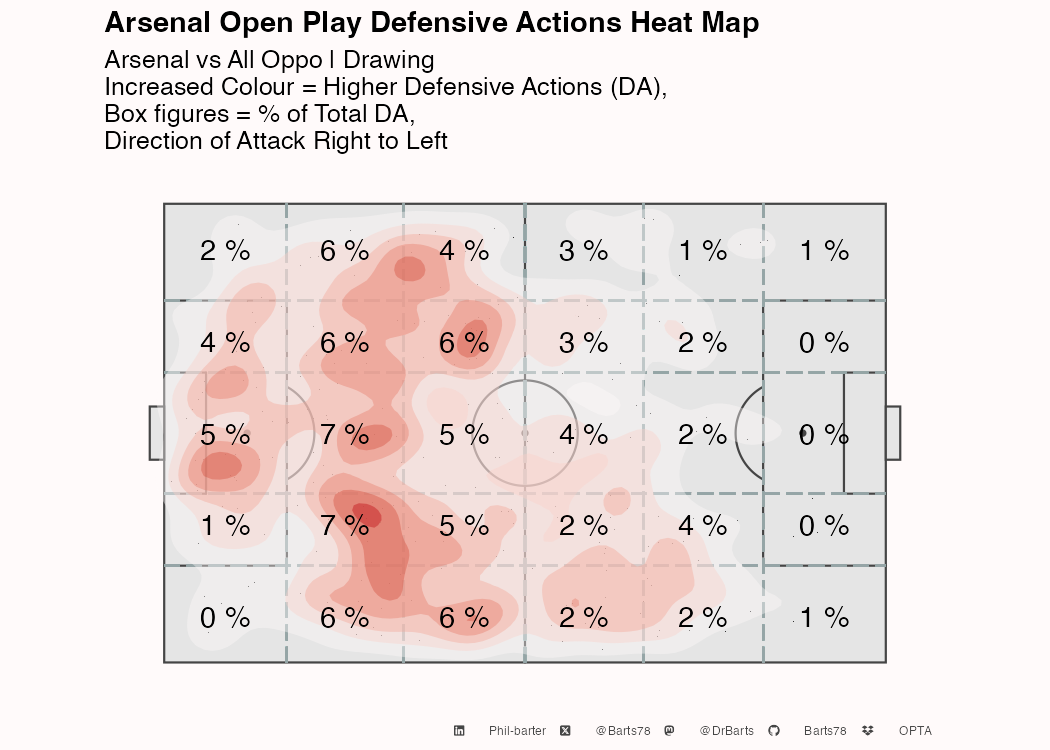 Arsenal Open Play Defensive Actions Heat Map
Arsenal vs All Oppo | Drawing
Increased Colour = Higher Defensive Actions (DA),
Box figures = % of Total DA,
Direction of Attack Right to Left
2 % 6 % 4 % 3 % 1 % 1 %
4 % 6 % 6 % 3 % 2 % 0 %
5 % 7 % 5 % 4 % 2 % 0 %
1 % 7 % 5 % 2 % 4 % 0 %
0 % 6 % 6 % 2 % 2 % 1 %
Phil-barter @Barts78 @DrBarts Barts78 OPTA